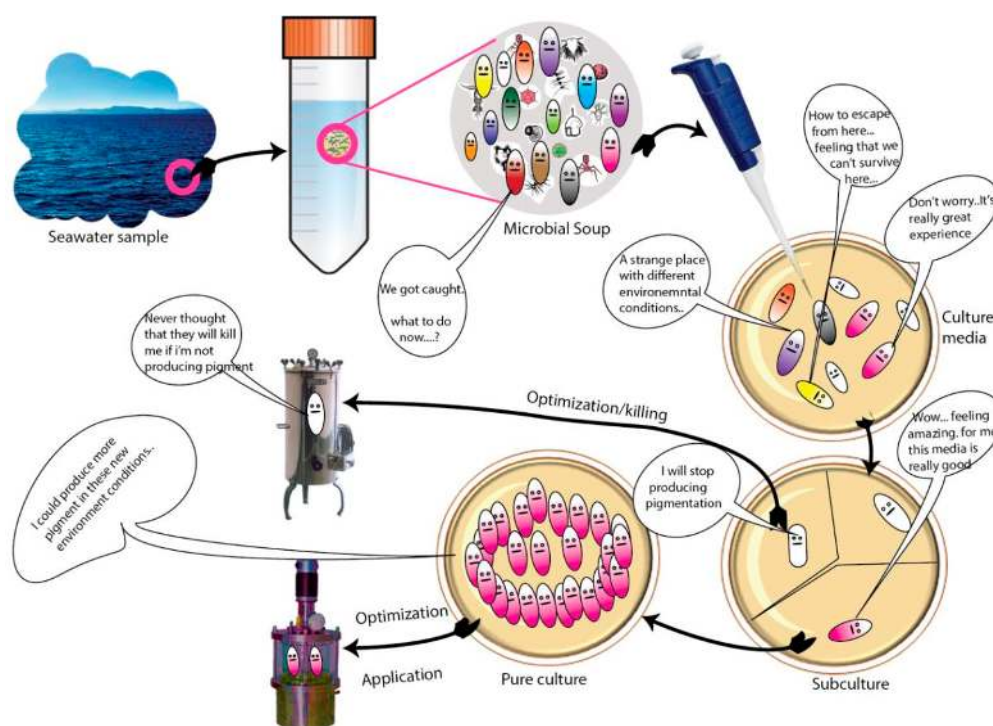 Seawater sample
Microbial Soup
We got caught.
what to do
now....?
How to escape
from here...
feeling that we
can't survive
here...
Don't worry..It's
really great
experience
A strange place
with different
environemntal
conditions..
Culture
media
Never thought
that they will kill
me if i'm not
producing pigment
Optimization/killing
Wow... feeling
amazing. for me
this media is
really good
I will stop
producing
pigmentation
I could produce more
pigment in these new
environment conditions..
Optimization
Application
Pure culture
Subculture